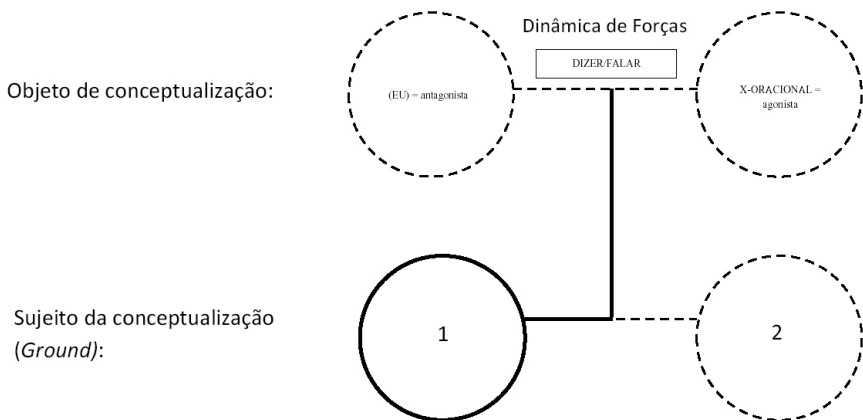 Dinâmica de Forças
DIZER/FALAR
Objeto de conceptualização:
(EU) = antagonista
X-ORACIONAL =
agonista
Sujeito da conceptualização
(Ground):
1
2